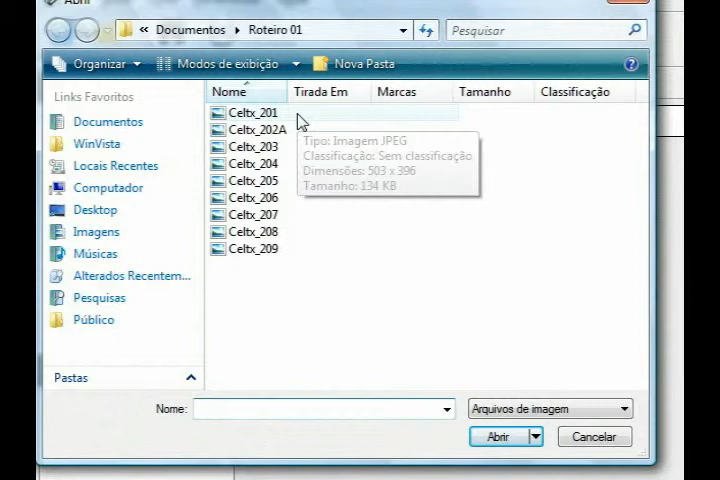 Abrir
« Documentos Roteiro 01 Pesquisar
Organizar Modos de exibição Nova Pasta
Links Favoritos
Documentos
WinVista
Locais Recentes
Computador
Desktop
Imagens
Músicas
Alterados Recentem...
Pesquisas
Público
Pastas
Nome Tirada Em Marcas Tamanho Classificação
Celtx_201
Celtx_202A
Celtx_203
Celtx_204
Celtx_205
Celtx_206
Celtx_207
Celtx_208
Celtx_209
Tipo: Imagem JPEG
Classificação: Sem classificação
Dimensões: 503 x 396
Tamanho: 134 KB
Nome: Arquivos de imagem
Abrir Cancelar